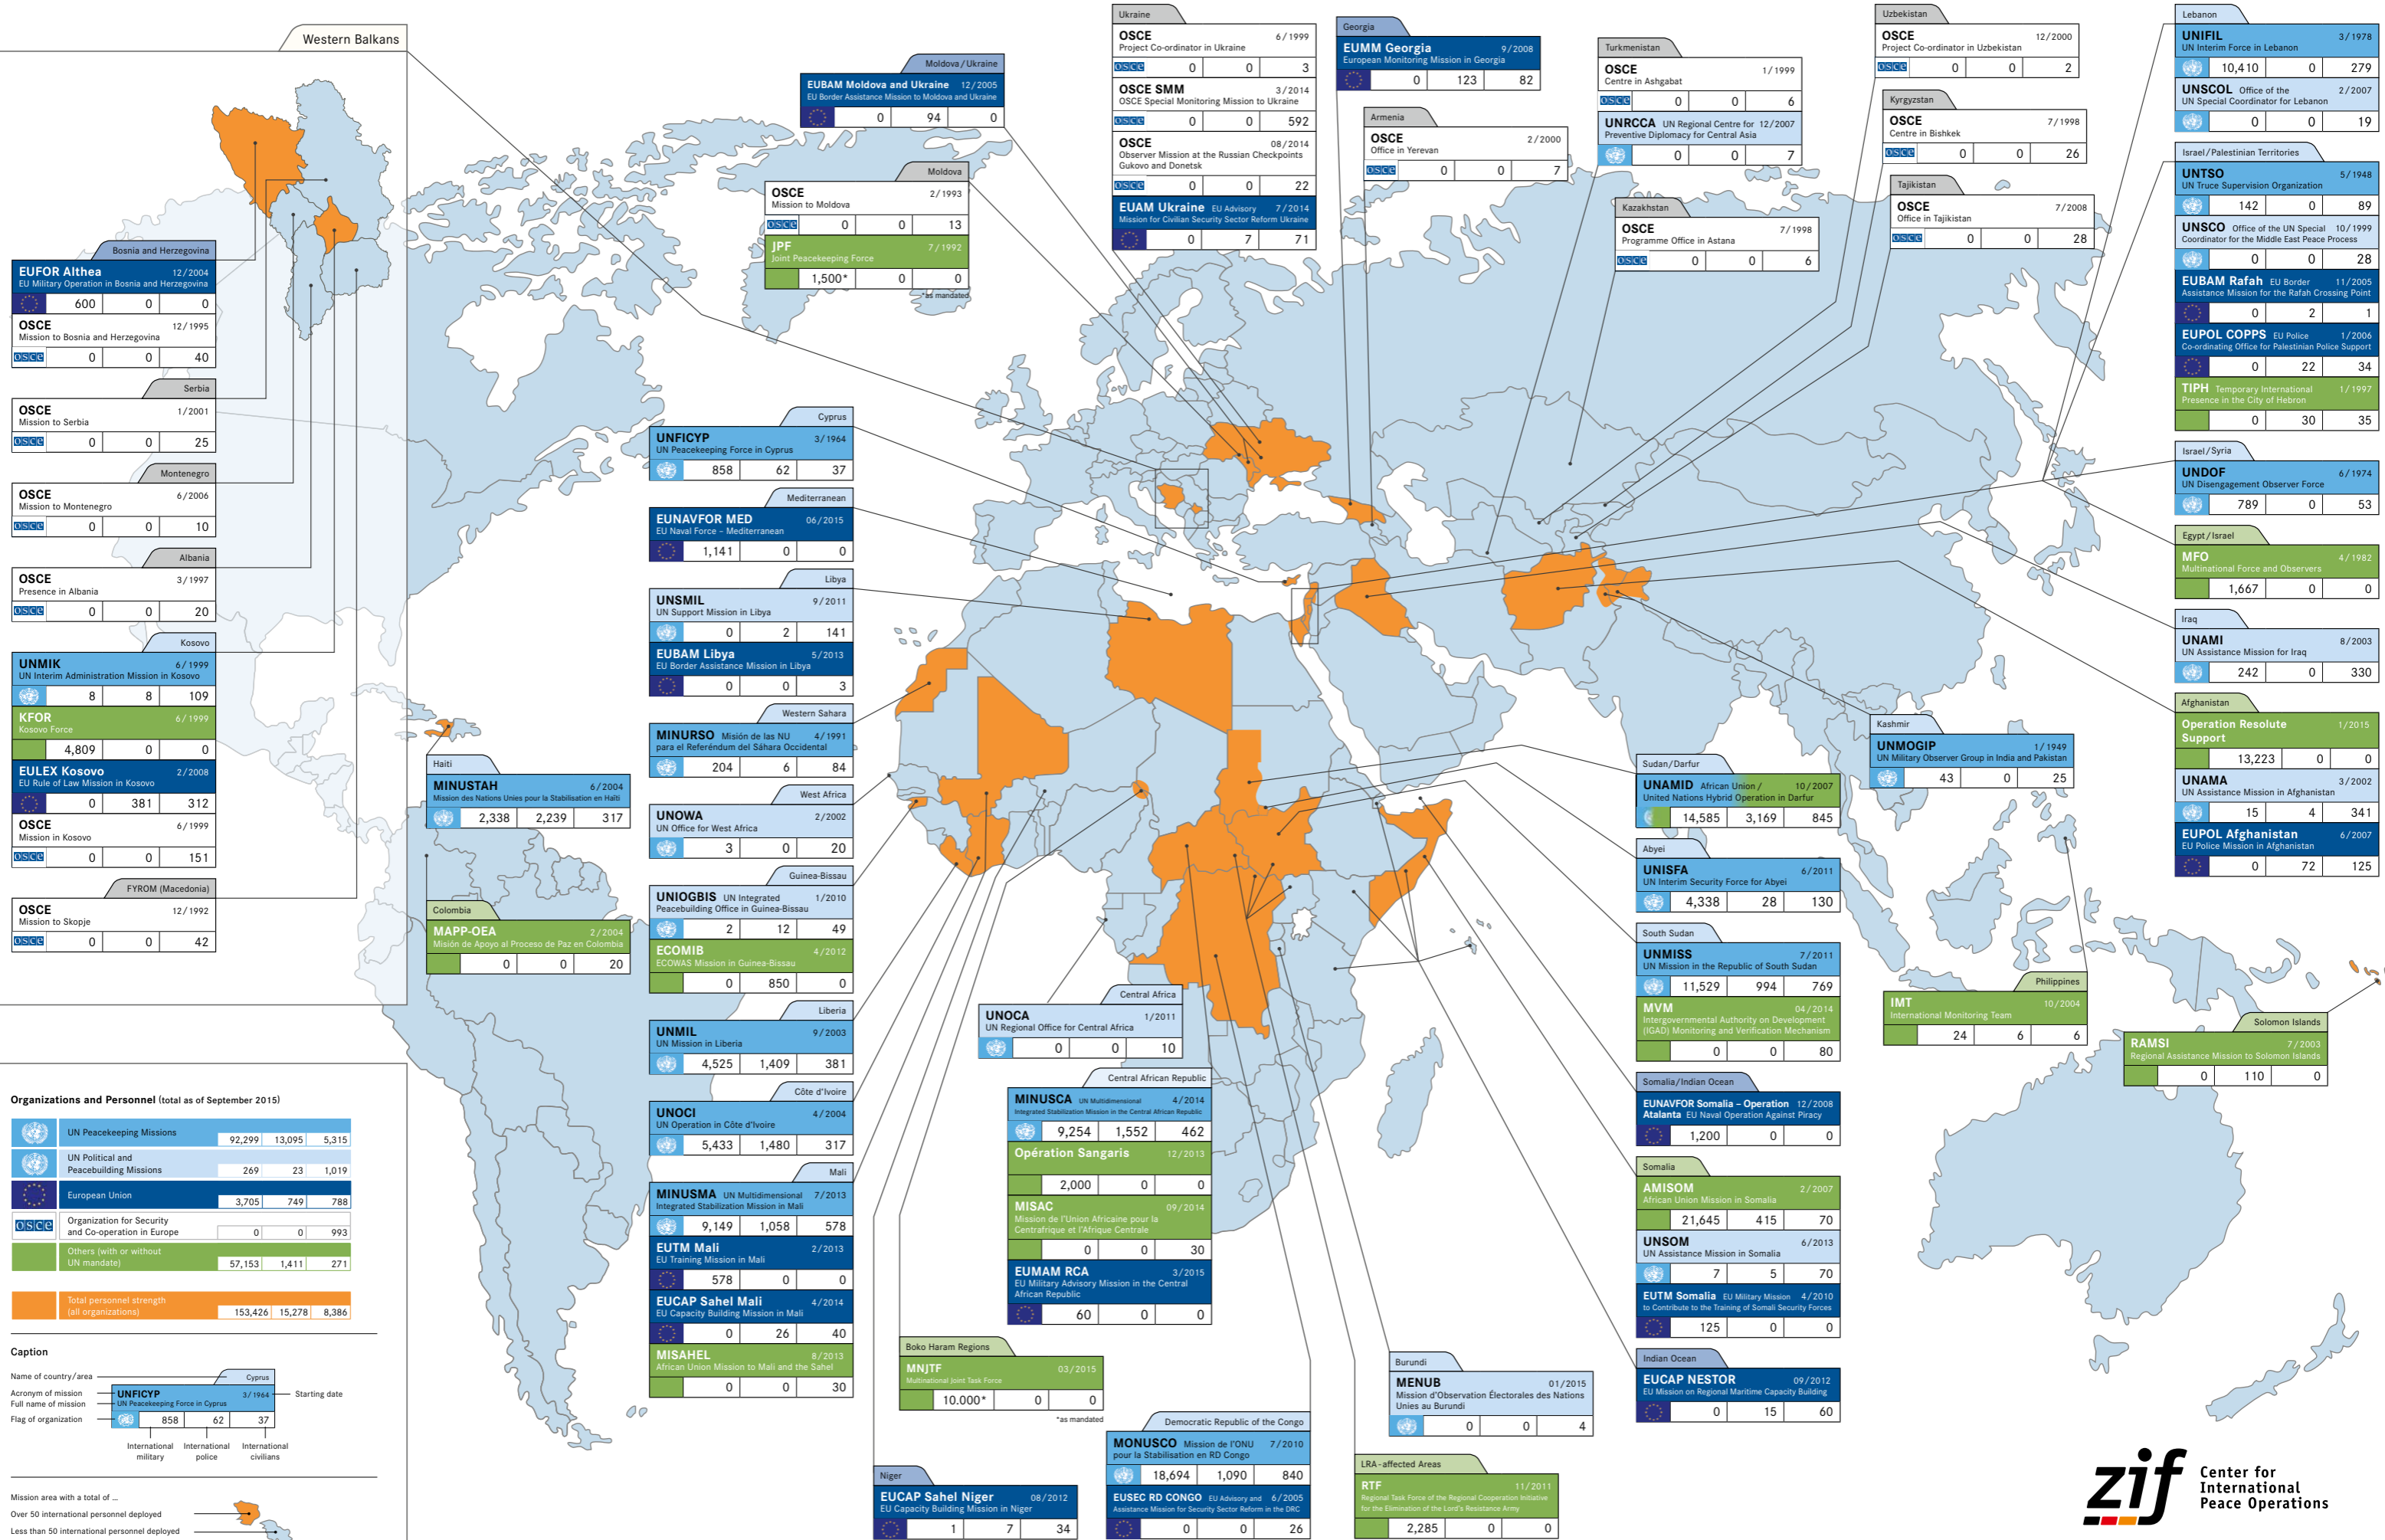 Western Balkans
Bosnia and Herzegovina
EUFOR Althea 12/2004
EU Military Operation in Bosnia and Herzegovina
600 0 0
OSCE 12/1995
Mission to Bosnia and Herzegovina
osce 0 0 40
Serbia
OSCE 1/2001
Mission to Serbia
osce 0 0 25
Montenegro
OSCE 6/2006
Mission to Montenegro
osce 0 0 10
Albania
OSCE 3/1997
Presence in Albania
osce 0 0 20
Kosovo
UNMIK 6/1999
UN Interim Administration Mission in Kosovo
8 8 109
KFOR 6/1999
Kosovo Force
4,809 0 0
EULEX Kosovo 2/2008
EU Rule of Law Mission in Kosovo
0 381 312
OSCE 6/1999
Mission in Kosovo
osce 0 0 151
FYROM (Macedonia)
OSCE 12/1992
Mission to Skopje
osce 0 0 42
Organizations and Personnel (total as of September 2015)
UN Peacekeeping Missions 92,299 13,095 5,315
UN Political and
Peacebuilding Missions 269 23 1,019
European Union 3,705 749 788
osce Organization for Security
and Co-operation in Europe 0 0 993
Others (with or without
UN mandate) 57,153 1,411 271
Total personnel strength
(all organizations) 153,426 15,278 8,386
Caption
Name of country/area Cyprus
Acronym of mission UNFICYP 3/1964 Starting date
Full name of mission UN Peacekeeping Force in Cyprus
Flag of organization 858 62 37
International International International
military police civilians
Mission area with a total of ...
Over 50 international personnel deployed
Less than 50 international personnel deployed
Haiti
MINUSTAH 6/2004
Mission des Nations Unies pour la Stabilisation en Haïti
2,338 2,239 317
Colombia
MAPP-OEA 2/2004
Misión de Apoyo al Proceso de Paz en Colombia
0 0 20
Moldova/Ukraine
EUBAM Moldova and Ukraine 12/2005
EU Border Assistance Mission to Moldova and Ukraine
0 94 0
Moldova
OSCE 2/1993
Mission to Moldova
osce 0 0 13
JPF 7/1992
Joint Peacekeeping Force
1,500* 0 0
*as mandated
Cyprus
UNFICYP 3/1964
UN Peacekeeping Force in Cyprus
858 62 37
Mediterranean
EUNAVFOR MED 06/2015
EU Naval Force – Mediterranean
1,141 0 0
Libya
UNSMIL 9/2011
UN Support Mission in Libya
0 2 141
EUBAM Libya 5/2013
EU Border Assistance Mission in Libya
0 0 3
Western Sahara
MINURSO Misión de las NU 4/1991
para el Referéndum del Sáhara Occidental
204 6 84
West Africa
UNOWA 2/2002
UN Office for West Africa
3 0 20
Guinea-Bissau
UNIOGBIS UN Integrated 1/2010
Peacebuilding Office in Guinea-Bissau
2 12 49
ECOMIB 4/2012
ECOWAS Mission in Guinea-Bissau
0 850 0
Liberia
UNMIL 9/2003
UN Mission in Liberia
4,525 1,409 381
Côte d'Ivoire
UNOCI 4/2004
UN Operation in Côte d'Ivoire
5,433 1,480 317
Mali
MINUSMA UN Multidimensional 7/2013
Integrated Stabilization Mission in Mali
9,149 1,058 578
EUTM Mali 2/2013
EU Training Mission in Mali
578 0 0
EUCAP Sahel Mali 4/2014
EU Capacity Building Mission in Mali
0 26 40
MISAHEL 8/2013
African Union Mission to Mali and the Sahel
0 0 30
Niger
EUCAP Sahel Niger 08/2012
EU Capacity Building Mission in Niger
1 7 34
Central Africa
UNOCA 1/2011
UN Regional Office for Central Africa
0 0 10
Central African Republic
MINUSCA UN Multidimensional 4/2014
Integrated Stabilization Mission in the Central African Republic
9,254 1,552 462
Opération Sangaris 12/2013
2,000 0 0
MISAC 09/2014
Mission de l'Union Africaine pour la
Centrafrique et l'Afrique Centrale
0 0 30
EUMAM RCA 3/2015
EU Military Advisory Mission in the Central
African Republic
60 0 0
Boko Haram Regions
MNJTF 03/2015
Multinational Joint Task Force
10.000* 0 0
*as mandated
Democratic Republic of the Congo
MONUSCO Mission de l'ONU 7/2010
pour la Stabilisation en RD Congo
18,694 1,090 840
EUSEC RD CONGO EU Advisory and 6/2005
Assistance Mission for Security Sector Reform in the DRC
0 0 26
Burundi
MENUB 01/2015
Mission d'Observation Électorales des Nations
Unies au Burundi
0 0 4
LRA-affected Areas
RTF 11/2011
Regional Task Force of the Regional Cooperation Initiative
for the Elimination of the Lord's Resistance Army
2,285 0 0
Ukraine
OSCE 6/1999
Project Co-ordinator in Ukraine
osce 0 0 3
OSCE SMM 3/2014
OSCE Special Monitoring Mission to Ukraine
osce 0 0 592
OSCE 08/2014
Observer Mission at the Russian Checkpoints
Gukovo and Donetsk
osce 0 0 22
EUAM Ukraine EU Advisory 7/2014
Mission for Civilian Security Sector Reform Ukraine
0 7 71
Georgia
EUMM Georgia 9/2008
European Monitoring Mission in Georgia
0 123 82
Armenia
OSCE 2/2000
Office in Yerevan
osce 0 0 7
Turkmenistan
OSCE 1/1999
Centre in Ashgabat
osce 0 0 6
UNRCCA UN Regional Centre for 12/2007
Preventive Diplomacy for Central Asia
0 0 7
Kazakhstan
OSCE 7/1998
Programme Office in Astana
osce 0 0 6
Uzbekistan
OSCE 12/2000
Project Co-ordinator in Uzbekistan
osce 0 0 2
Kyrgyzstan
OSCE 7/1998
Centre in Bishkek
osce 0 0 26
Tajikistan
OSCE 7/2008
Office in Tajikistan
osce 0 0 28
Lebanon
UNIFIL 3/1978
UN Interim Force in Lebanon
10,410 0 279
UNSCOL Office of the 2/2007
UN Special Coordinator for Lebanon
0 0 19
Israel/Palestinian Territories
UNTSO 5/1948
UN Truce Supervision Organization
142 0 89
UNSCO Office of the UN Special 10/1999
Coordinator for the Middle East Peace Process
0 0 28
EUBAM Rafah EU Border 11/2005
Assistance Mission for the Rafah Crossing Point
0 2 1
EUPOL COPPS EU Police 1/2006
Co-ordinating Office for Palestinian Police Support
0 22 34
TIPH Temporary International 1/1997
Presence in the City of Hebron
0 30 35
Israel/Syria
UNDOF 6/1974
UN Disengagement Observer Force
789 0 53
Egypt/Israel
MFO 4/1982
Multinational Force and Observers
1,667 0 0
Iraq
UNAMI 8/2003
UN Assistance Mission for Iraq
242 0 330
Afghanistan
Operation Resolute 1/2015
Support
13,223 0 0
UNAMA 3/2002
UN Assistance Mission in Afghanistan
15 4 341
EUPOL Afghanistan 6/2007
EU Police Mission in Afghanistan
0 72 125
Kashmir
UNMOGIP 1/1949
UN Military Observer Group in India and Pakistan
43 0 25
Sudan/Darfur
UNAMID African Union / 10/2007
United Nations Hybrid Operation in Darfur
14,585 3,169 845
Abyei
UNISFA 6/2011
UN Interim Security Force for Abyei
4,338 28 130
South Sudan
UNMISS 7/2011
UN Mission in the Republic of South Sudan
11,529 994 769
MVM 04/2014
Intergovernmental Authority on Development
(IGAD) Monitoring and Verification Mechanism
0 0 80
Somalia/Indian Ocean
EUNAVFOR Somalia – Operation 12/2008
Atalanta EU Naval Operation Against Piracy
1,200 0 0
Somalia
AMISOM 2/2007
African Union Mission in Somalia
21,645 415 70
UNSOM 6/2013
UN Assistance Mission in Somalia
7 5 70
EUTM Somalia EU Military Mission 4/2010
to Contribute to the Training of Somali Security Forces
125 0 0
Indian Ocean
EUCAP NESTOR 09/2012
EU Mission on Regional Maritime Capacity Building
0 15 60
Philippines
IMT 10/2004
International Monitoring Team
24 6 6
Solomon Islands
RAMSI 7/2003
Regional Assistance Mission to Solomon Islands
0 110 0
zif Center for
International
Peace Operations